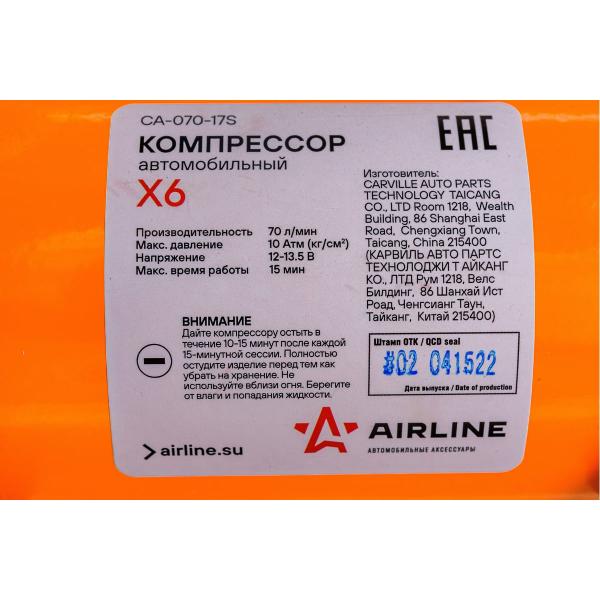 CA-070-17S
КОМПРЕССОР
автомобильный
X6
EAC
Производительность 70 л/мин
Макс. давление 10 Атм (кг/см²)
Напряжение 12-13.5 В
Макс. время работы 15 мин
Изготовитель:
CARVILLE AUTO PARTS
TECHNOLOGY TAICANG
CO., LTD Room 1218, Wealth
Building, 86 Shanghai East
Road, Chengxiang Town,
Taicang, China 215400
(КАРВИЛЬ АВТО ПАРТС
ТЕХНОЛОДЖИ Т АЙКАНГ
КО., ЛТД Рум 1218, Велс
Билдинг, 86 Шанхай Ист
Роад, Ченгсианг Таун,
Тайканг, Китай 215400)
ВНИМАНИЕ
Дайте компрессору остыть в
течение 10-15 минут после каждой
15-минутной сессии. Полностью
остудите изделие перед тем как
убрать на хранение. Не
используйте вблизи огня. Берегите
от влаги и попадания жидкости.
Штамп ОТК / QCD seal
#02 041522
Дата выпуска / Date of production
>airline.su
AIRLINE
АВТОМОБИЛЬНЫЕ АКСЕССУАРЫ